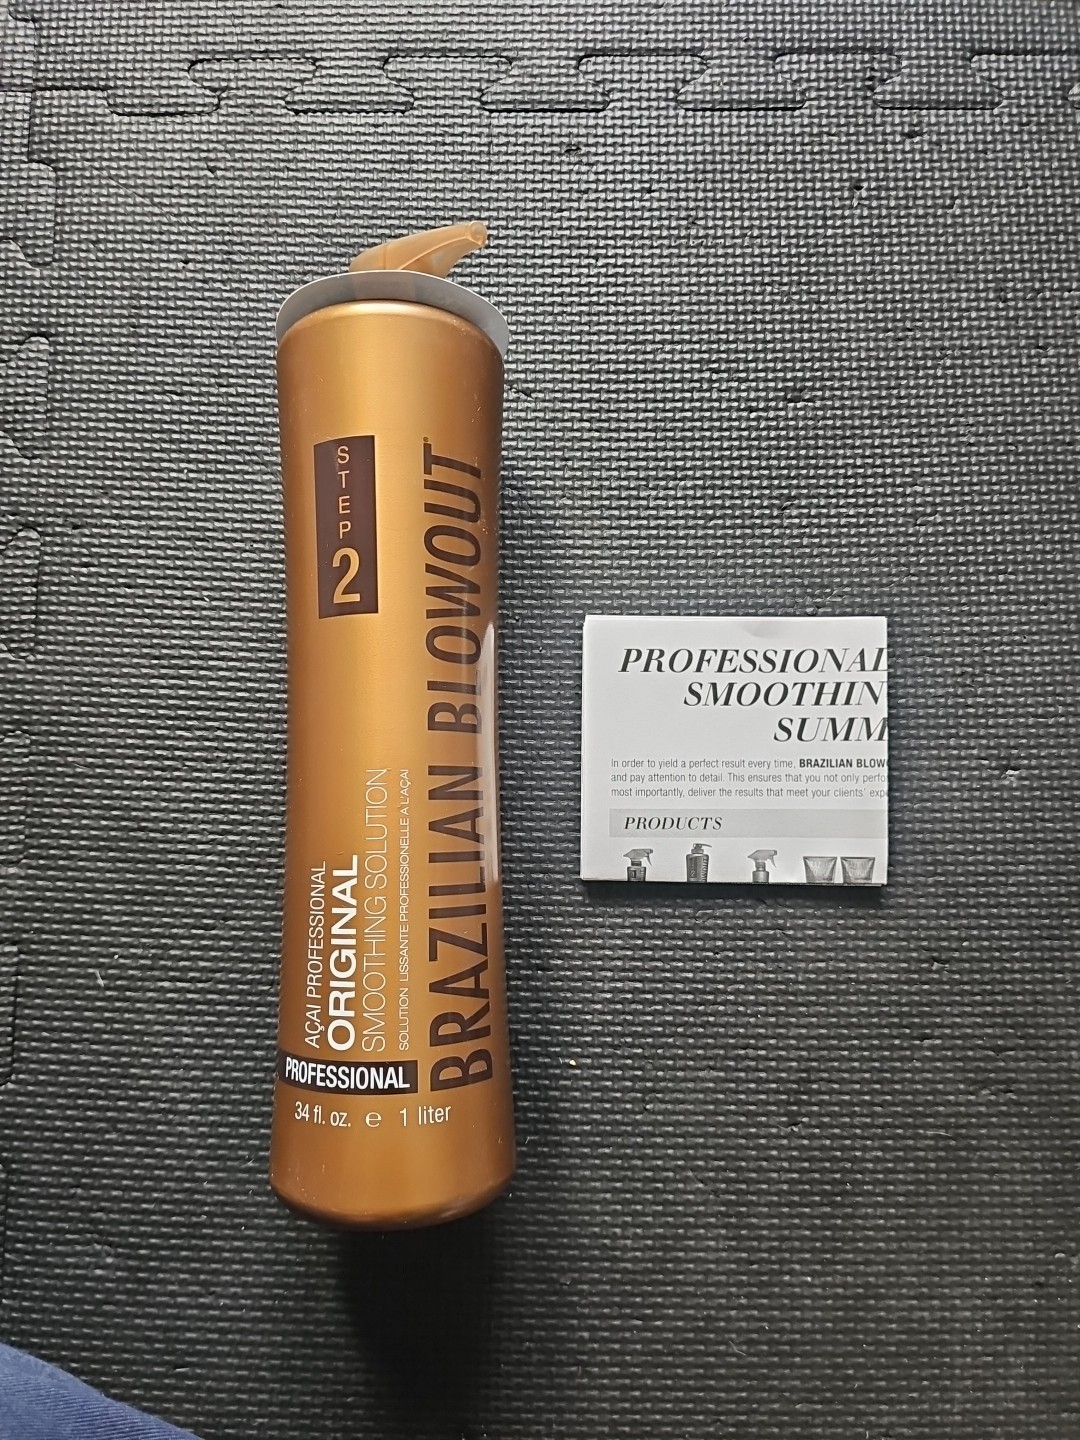 STEP
2
BRAZILIAN BLOWOUT®
AÇAI PROFESSIONAL
ORIGINAL
SMOOTHING SOLUTION
SOLUTION LISSANTE PROFESSIONELLE À L'AÇAI
PROFESSIONAL
34 fl. oz. e 1 liter
PROFESSIONAL
SMOOTHIN
SUMM
In order to yield a perfect result every time, BRAZILIAN BLOW
and pay attention to detail. This ensures that you not only perfo
most importantly, deliver the results that meet your clients' exp
PRODUCTS